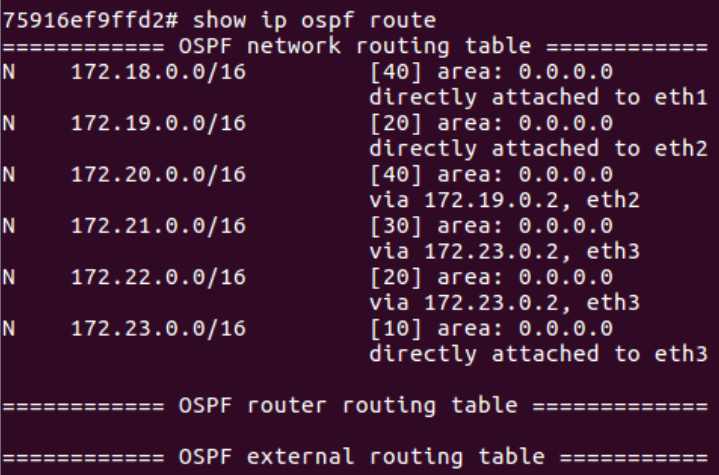 75916ef9ffd2# show ip ospf route
============ OSPF network routing table ============
N    172.18.0.0/16         [40] area: 0.0.0.0
                           directly attached to eth1
N    172.19.0.0/16         [20] area: 0.0.0.0
                           directly attached to eth2
N    172.20.0.0/16         [40] area: 0.0.0.0
                           via 172.19.0.2, eth2
N    172.21.0.0/16         [30] area: 0.0.0.0
                           via 172.23.0.2, eth3
N    172.22.0.0/16         [20] area: 0.0.0.0
                           via 172.23.0.2, eth3
N    172.23.0.0/16         [10] area: 0.0.0.0
                           directly attached to eth3
============ OSPF router routing table =============
============ OSPF external routing table ===========